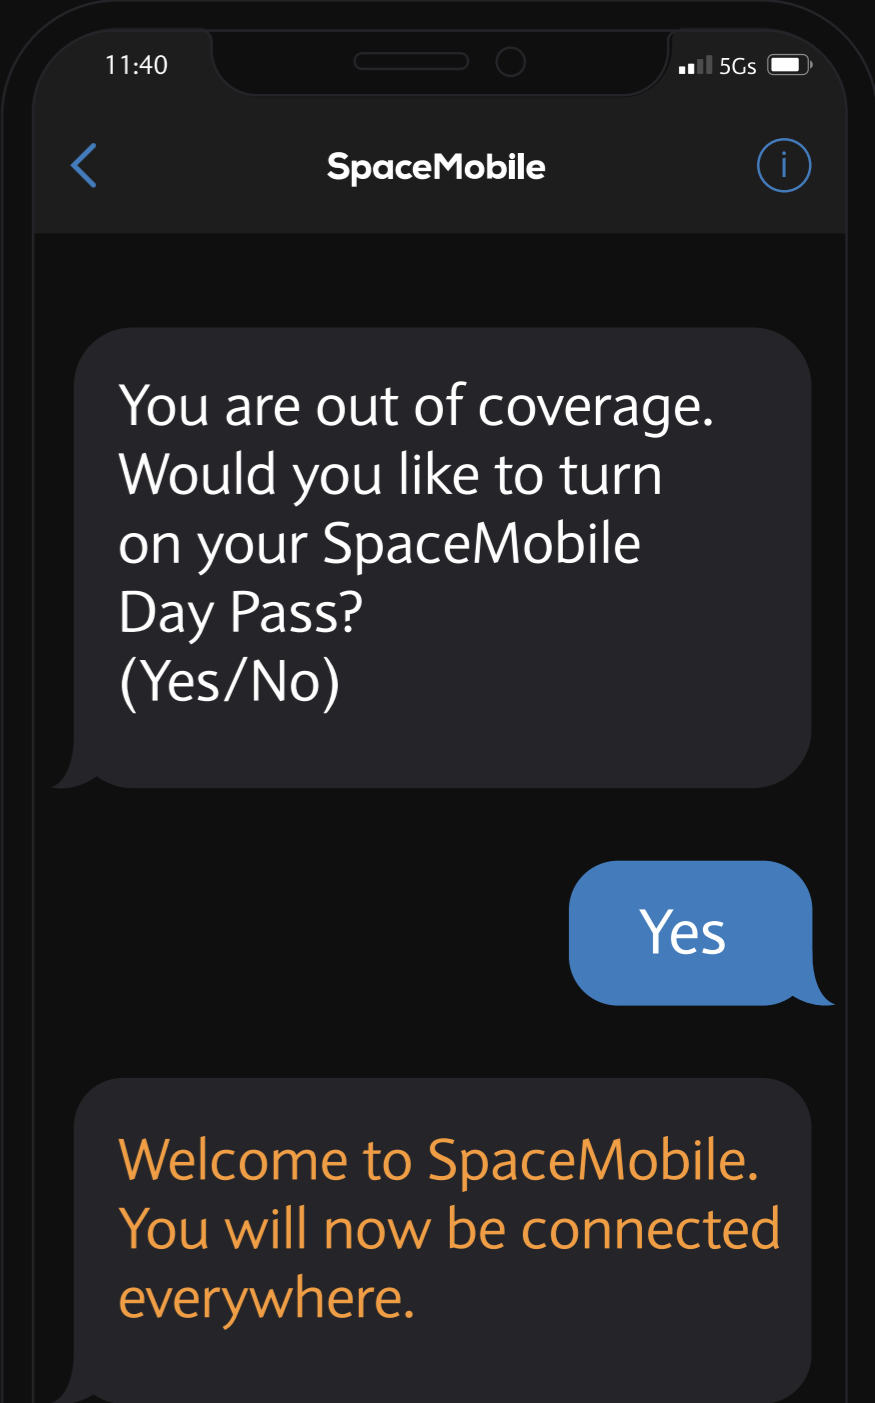 11:40
5Gs
SpaceMobile
i
You are out of coverage.
Would you like to turn
on your SpaceMobile
Day Pass?
(Yes/No)
Yes
Welcome to SpaceMobile.
You will now be connected
everywhere.